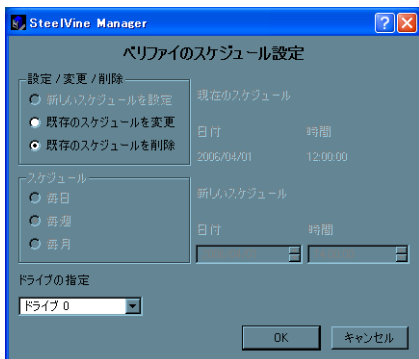 SteelVine Manager
ベリファイのスケジュール設定
設定 / 変更 / 削除
新しいスケジュールを設定
既存のスケジュールを変更
既存のスケジュールを削除
現在のスケジュール
日付 時間
2006/04/01 12:00:00
スケジュール
毎日
毎週
毎月
新しいスケジュール
日付 時間
ドライブの指定
ドライブ 0
OK キャンセル